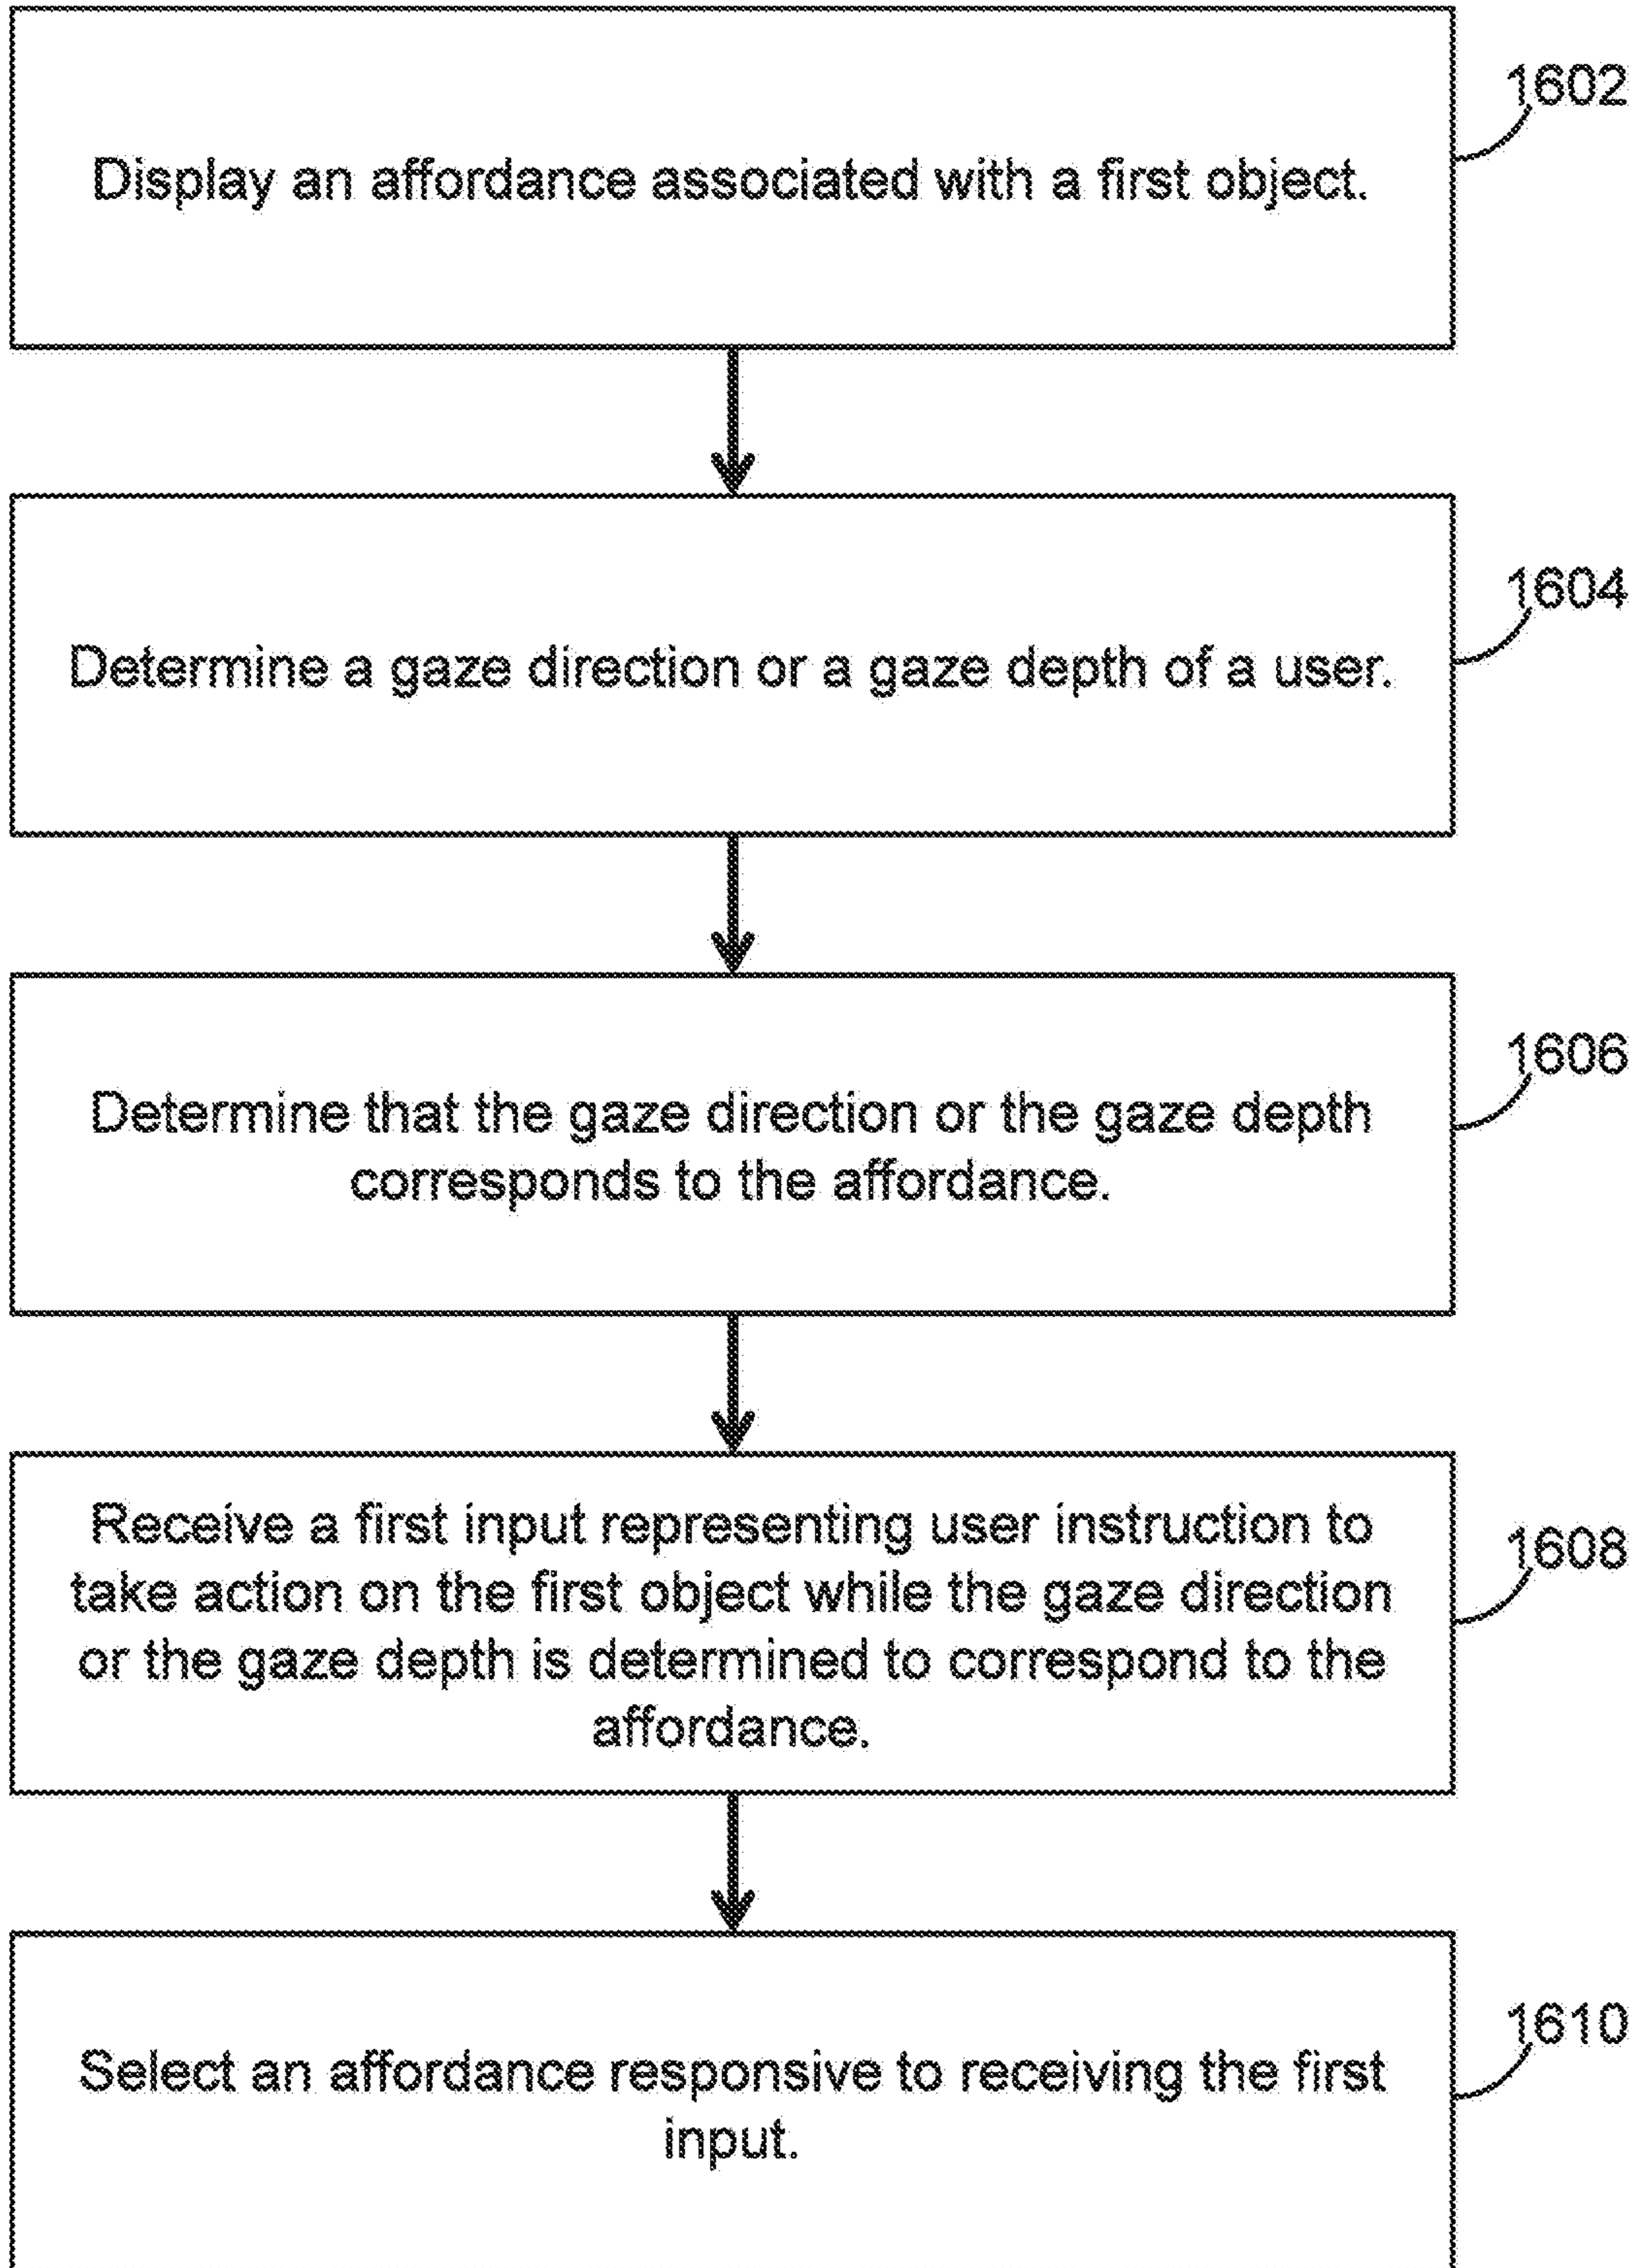 1602
Display an affordance associated with a first object.
1604
Determine a gaze direction or a gaze depth of a user.
1606
Determine that the gaze direction or the gaze depth
corresponds to the affordance.
1608
Receive a first input representing user instruction to
take action on the first object while the gaze direction
or the gaze depth is determined to correspond to the
affordance.
1610
Select an affordance responsive to receiving the first
input.